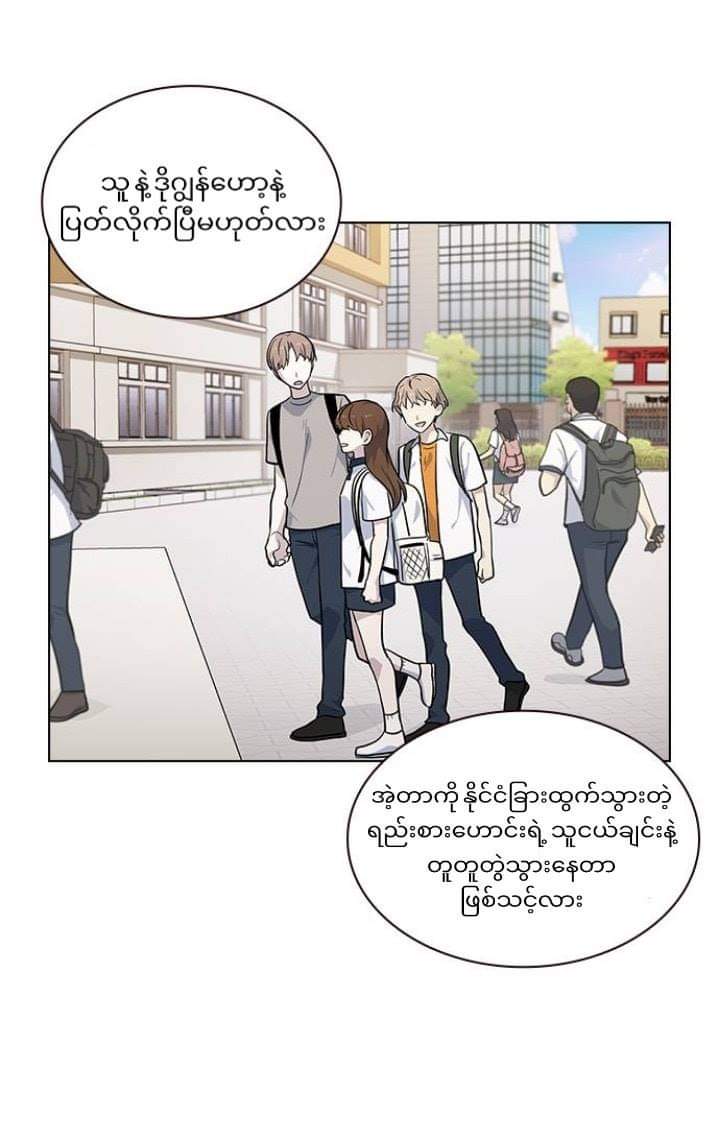 သူ နဲ့ ဒိုဂျွန်ဟော့နဲ့
ပြတ်လိုက်ပြီမဟုတ်လား
အဲ့တာကို နိုင်ငံခြားထွက်သွားတဲ့
ရည်းစားဟောင်းရဲ့ သူငယ်ချင်းနဲ့
တူတူတွဲသွားနေတာ
ဖြစ်သင့်လား